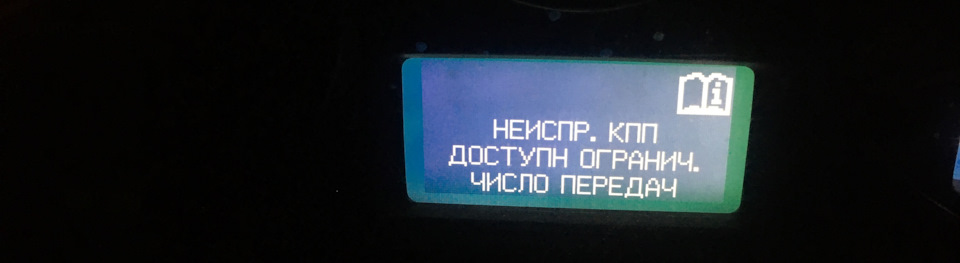 НЕИСПР. КПП
ДОСТУПН ОГРАНИЧ.
ЧИСЛО ПЕРЕДАЧ